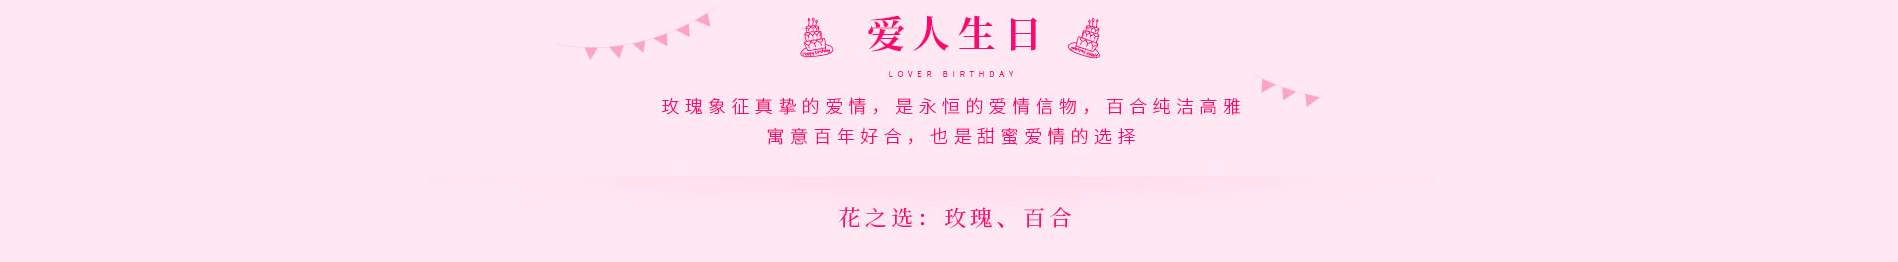 爱人生日
LOVER BIRTHDAY
玫瑰象征真挚的爱情，是永恒的爱情信物，百合纯洁高雅
寓意百年好合，也是甜蜜爱情的选择
花之选：玫瑰、百合